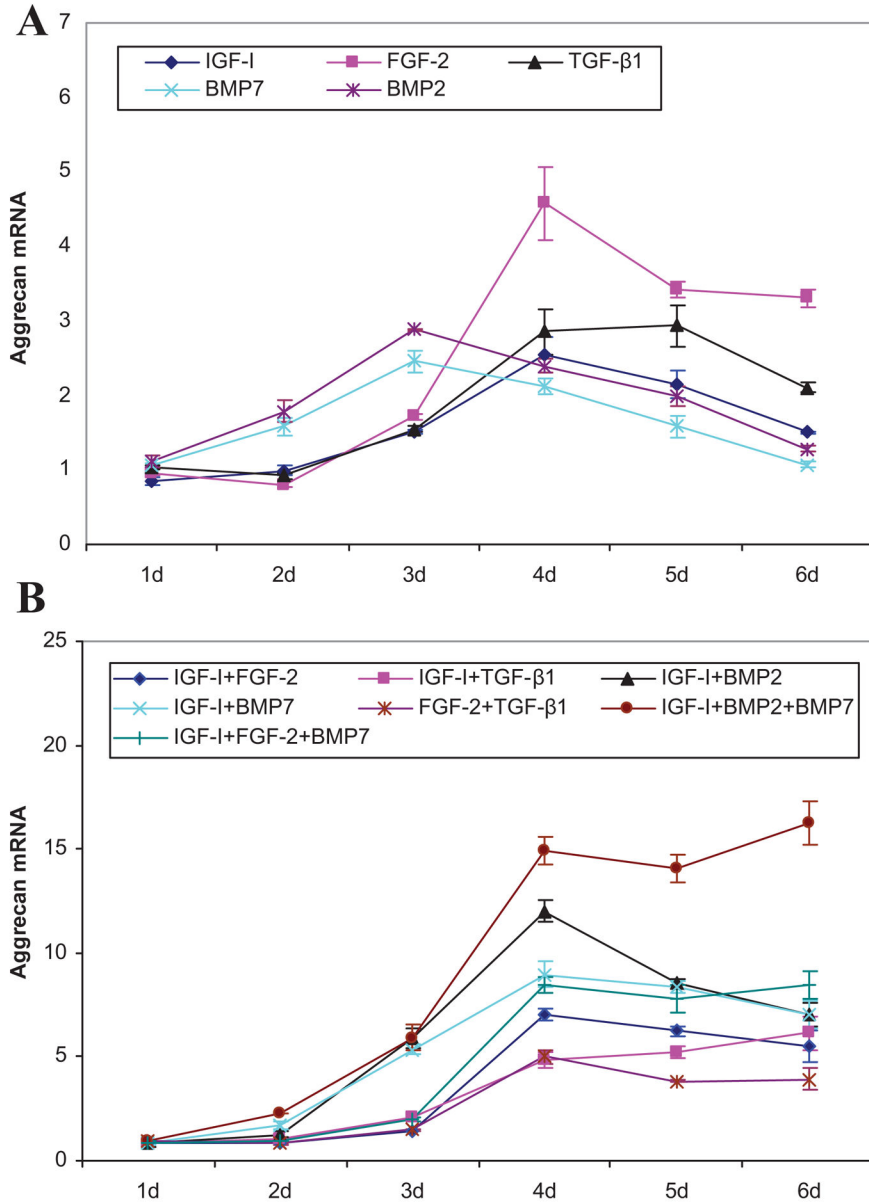 A
7
6
5
4
3
2
1
0
Aggrecan mRNA
IGF-I FGF-2 TGF-β1
BMP7 BMP2
1d 2d 3d 4d 5d 6d
B
25
20
15
10
5
0
Aggrecan mRNA
IGF-I+FGF-2 IGF-I+TGF-β1 IGF-I+BMP2
IGF-I+BMP7 FGF-2+TGF-β1 IGF-I+BMP2+BMP7
IGF-I+FGF-2+BMP7
1d 2d 3d 4d 5d 6d